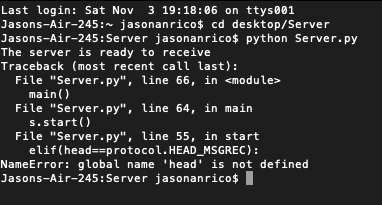 Last login: Sat Nov  3 19:18:06 on ttys001
Jasons-Air-245:~ jasonanrico$ cd desktop/Server
Jasons-Air-245:Server jasonanrico$ python Server.py
The server is ready to receive
Traceback (most recent call last):
  File "Server.py", line 66, in <module>
    main()
  File "Server.py", line 64, in main
    s.start()
  File "Server.py", line 55, in start
    elif(head==protocol.HEAD_MSGREC):
NameError: global name 'head' is not defined
Jasons-Air-245:Server jasonanrico$